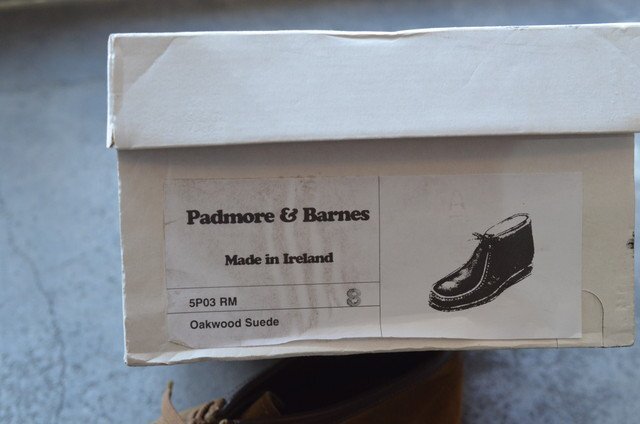 Padmore & Barnes
Made in Ireland
5P03 RM 8
Oakwood Suede